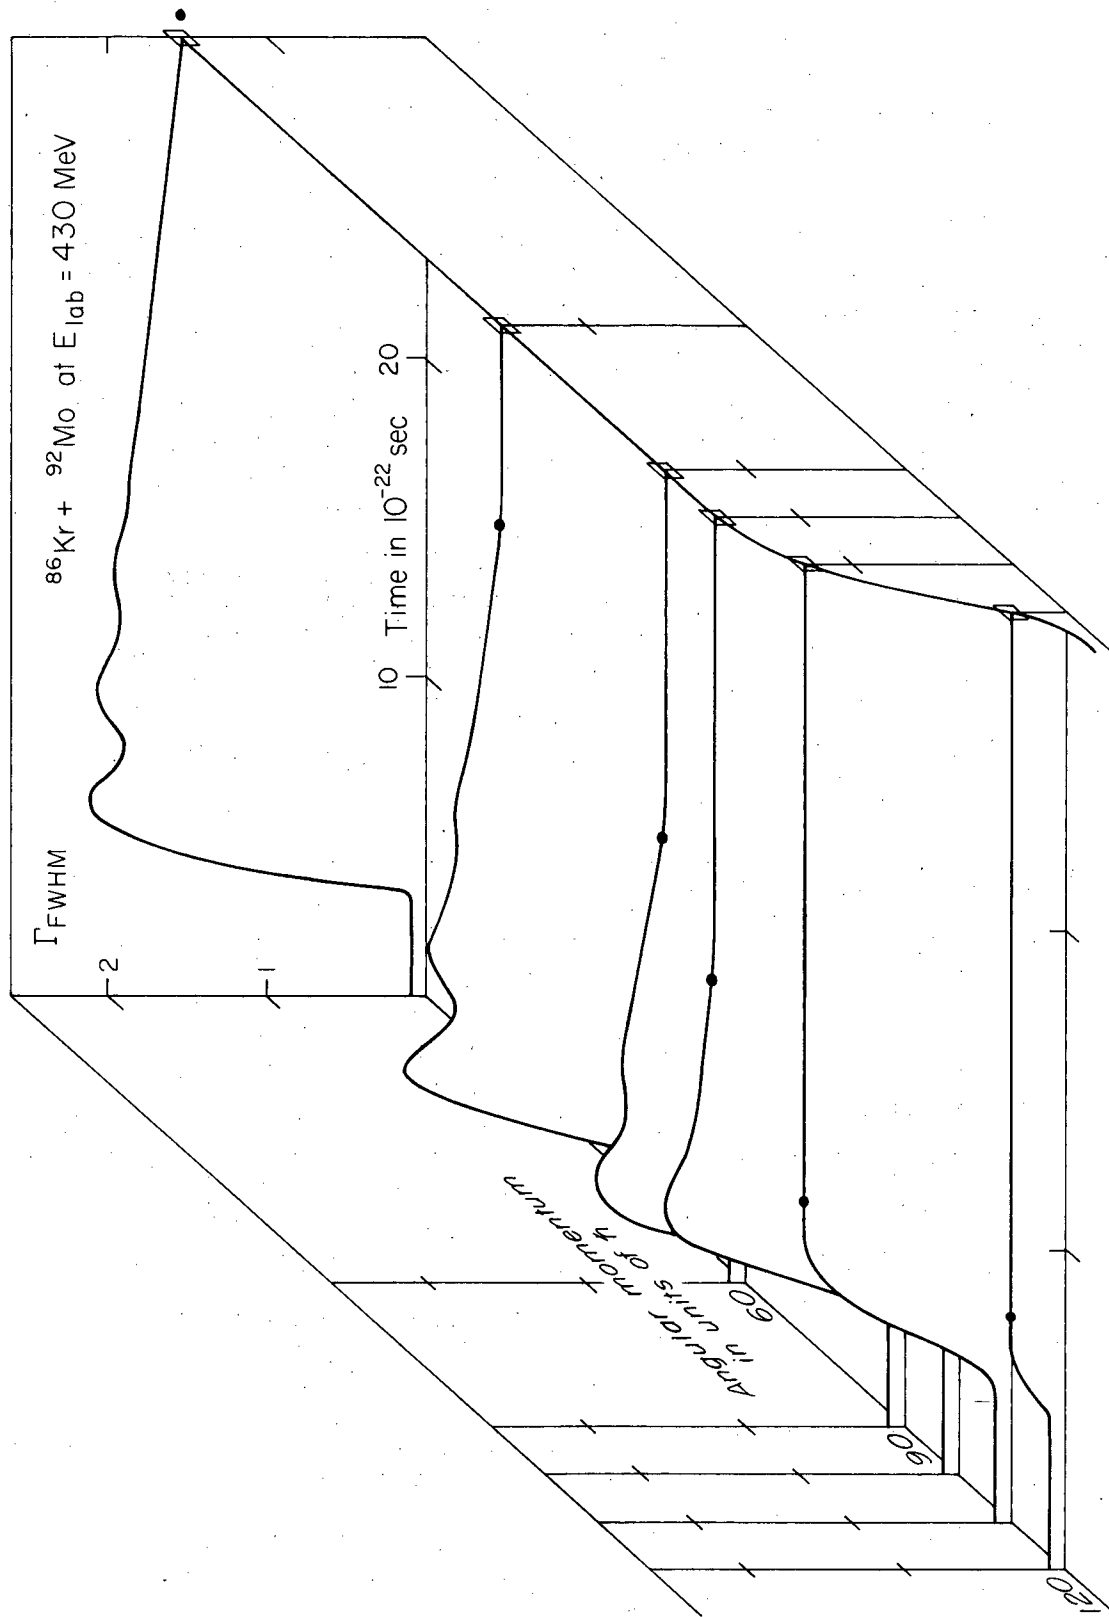 Γ_FWHM
⁸⁶Kr + ⁹²Mo at E_lab = 430 MeV
2
1
10
20
Time in 10⁻²² sec
Angular momentum
in units of ħ
60
90
120